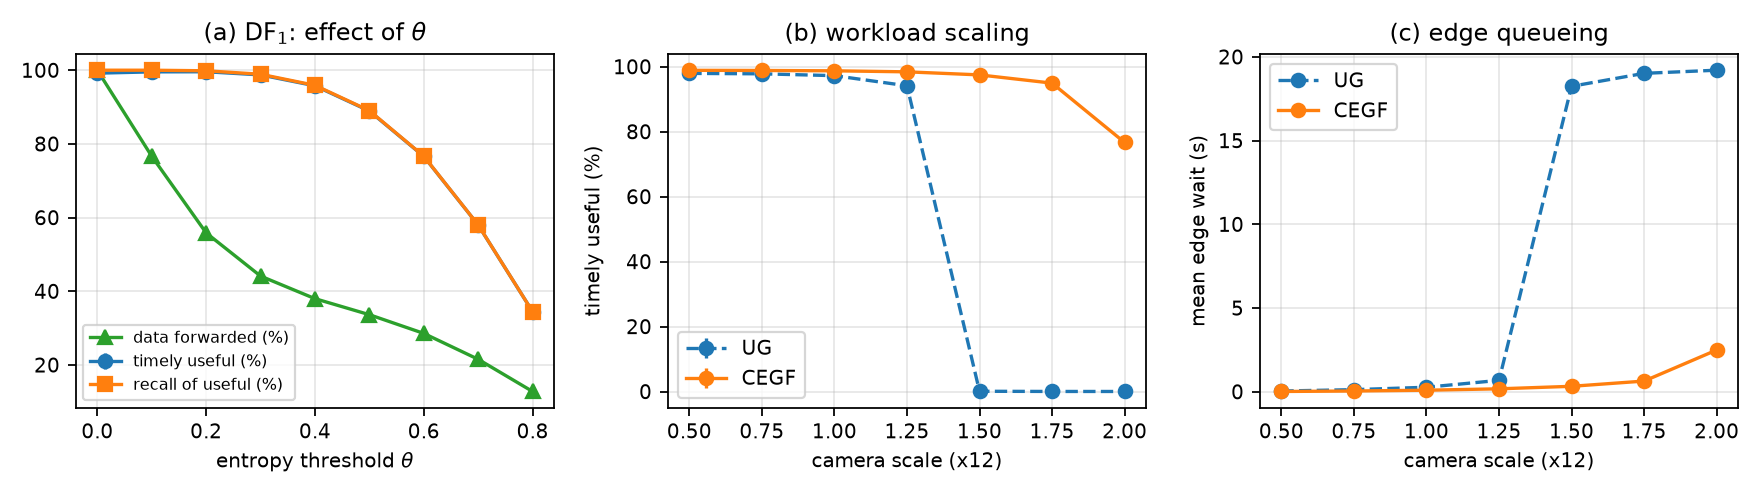 (a) DF₁: effect of θ
100
80
60
40
20
data forwarded (%)
timely useful (%)
recall of useful (%)
0.0 0.2 0.4 0.6 0.8
entropy threshold θ
(b) workload scaling
timely useful (%)
100
80
60
40
20
0
UG
CEGF
0.50 0.75 1.00 1.25 1.50 1.75 2.00
camera scale (x12)
(c) edge queueing
mean edge wait (s)
20
15
10
5
0
UG
CEGF
0.50 0.75 1.00 1.25 1.50 1.75 2.00
camera scale (x12)